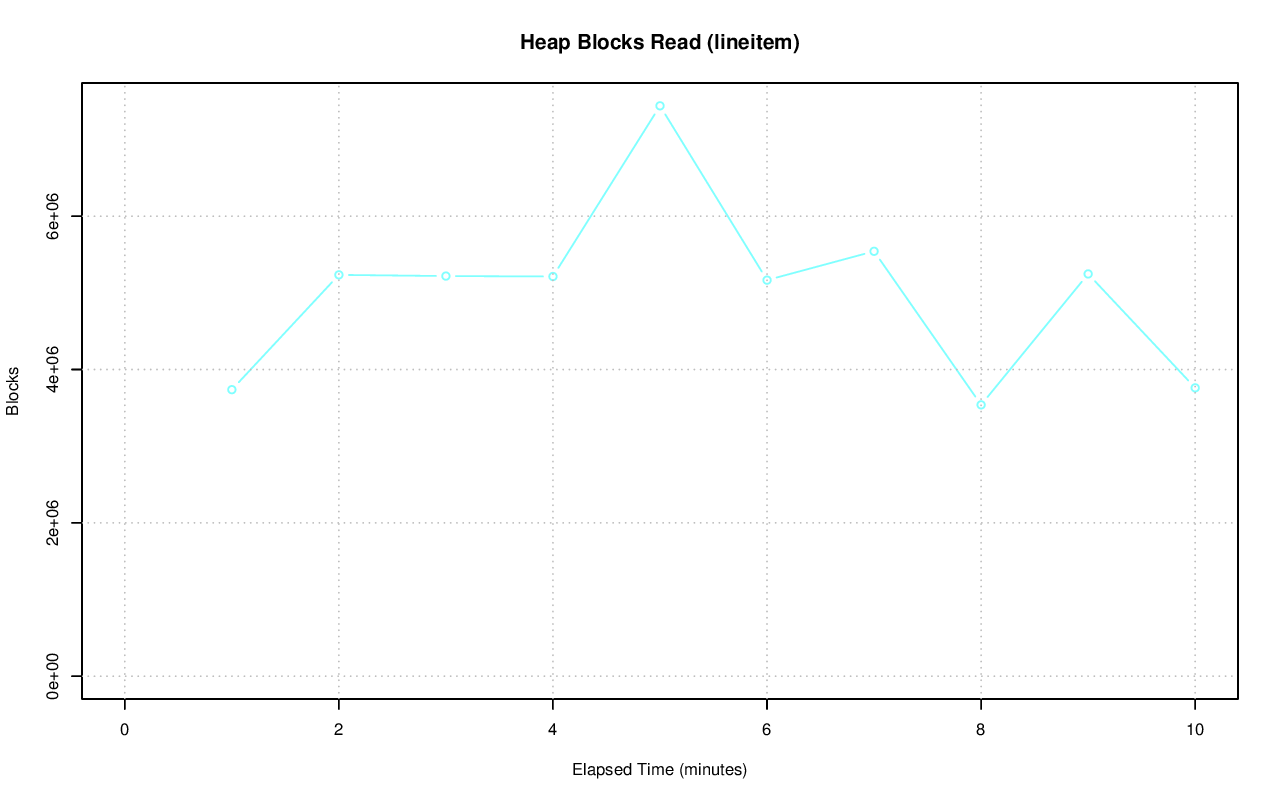 Heap Blocks Read (lineitem)
Blocks
6e+06
4e+06
2e+06
0e+00
0 2 4 6 8 10
Elapsed Time (minutes)